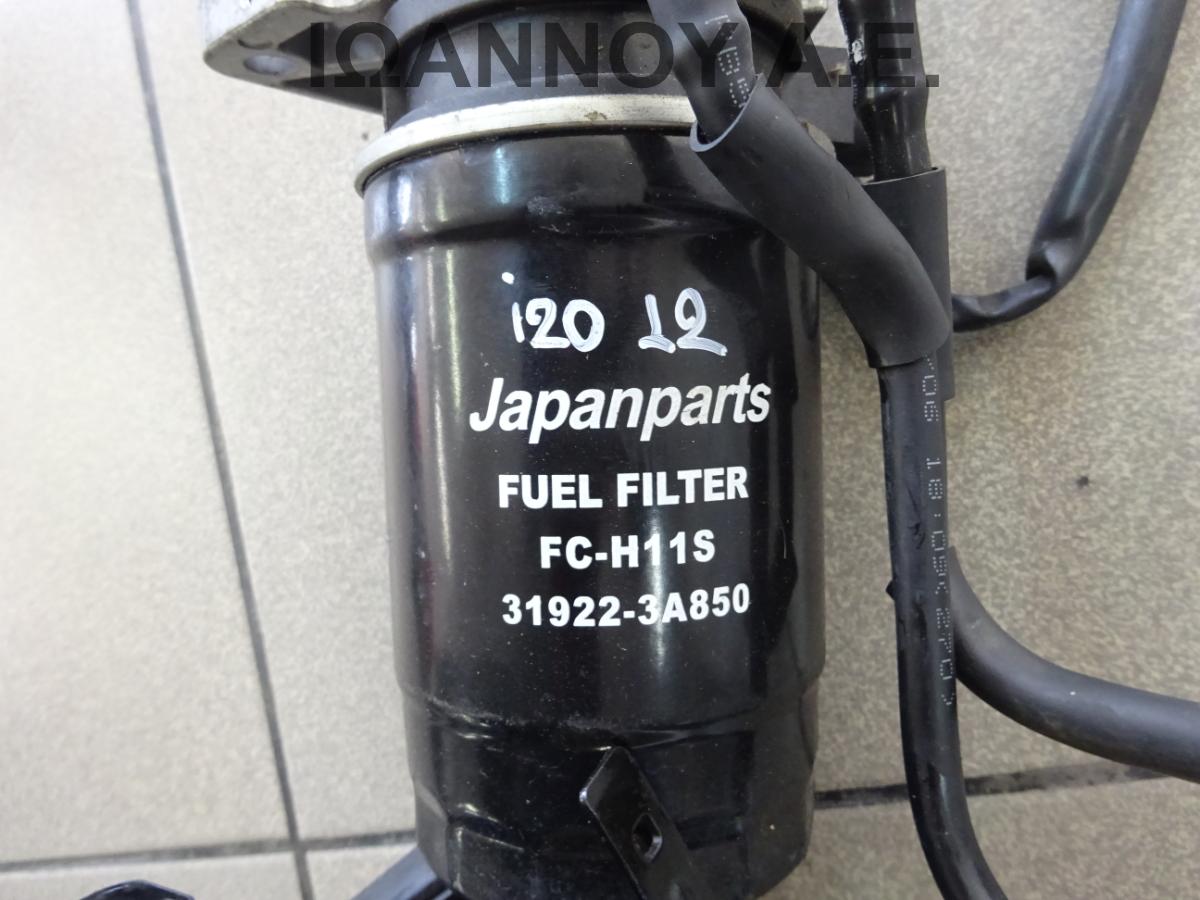 ΙΩΑΝΝΟΥ Α.Ε.
i20 12
Japanparts
FUEL FILTER
FC-H11S
31922-3A850